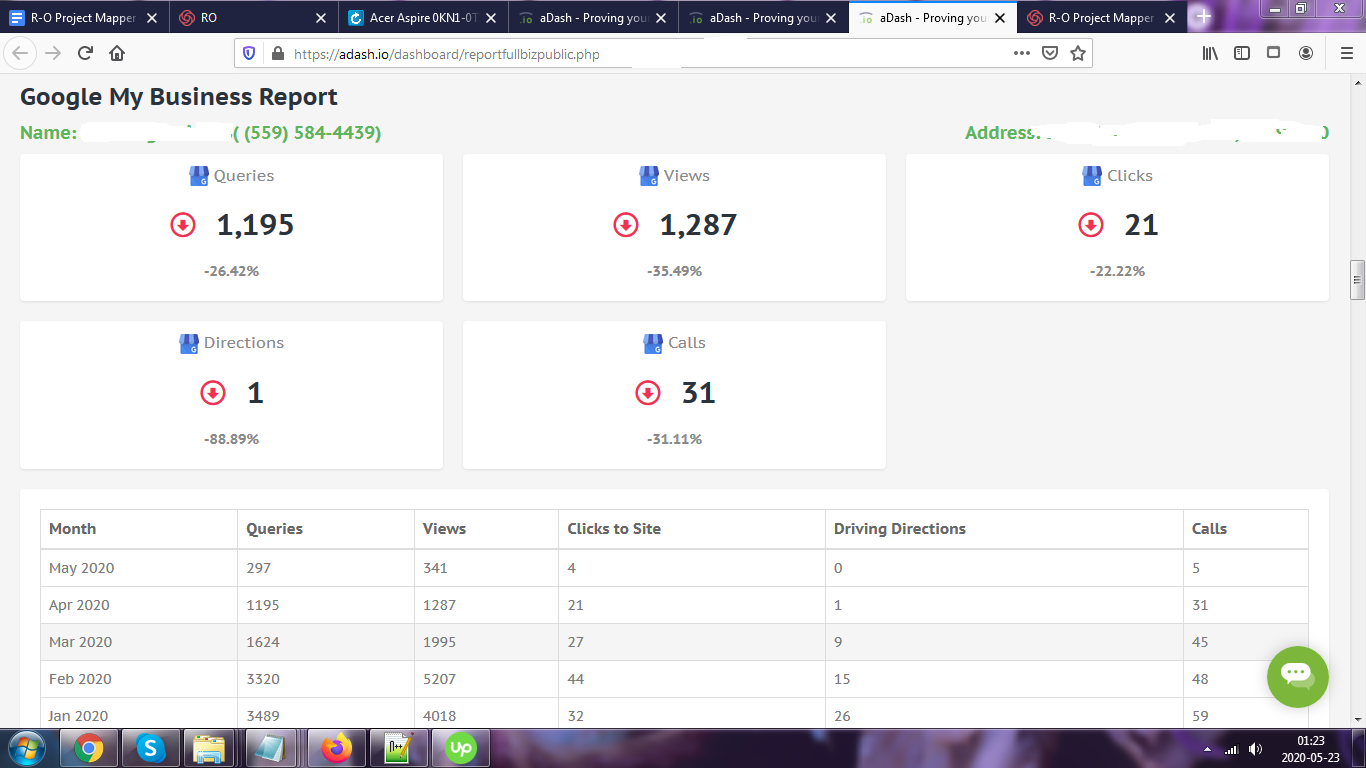 R-O Project Mapper
RO
Acer Aspire 0KN1-0T
aDash - Proving your
aDash - Proving your
aDash - Proving your
R-O Project Mapper
https://adash.io/dashboard/reportfullbizpublic.php
Google My Business Report
Name: ( (559) 584-4439)
Address:
Queries
1,195
-26.42%
Views
1,287
-35.49%
Clicks
21
-22.22%
Directions
1
-88.89%
Calls
31
-31.11%
Month Queries Views Clicks to Site Driving Directions Calls
May 2020 297 341 4 0 5
Apr 2020 1195 1287 21 1 31
Mar 2020 1624 1995 27 9 45
Feb 2020 3320 5207 44 15 48
Jan 2020 3489 4018 32 26 59
01:23
2020-05-23